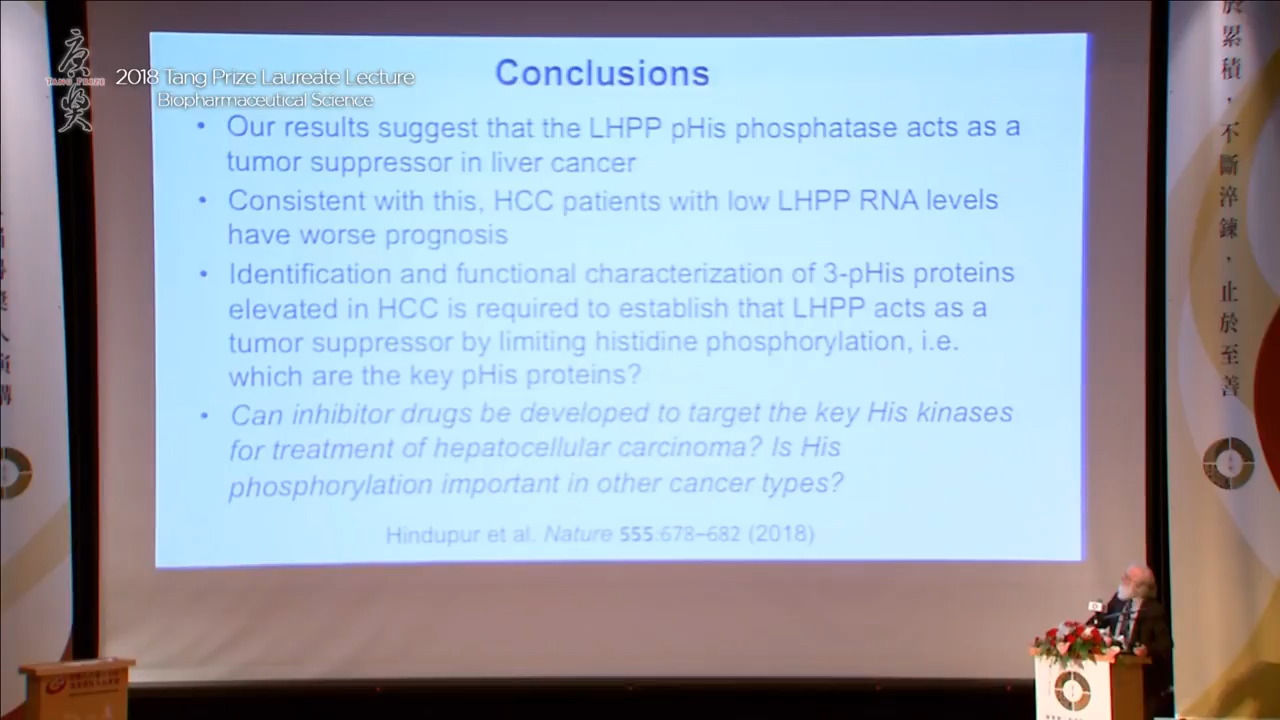 唐獎
TANG PRIZE
2018 Tang Prize Laureate Lecture
Biopharmaceutical Science
Conclusions
• Our results suggest that the LHPP pHis phosphatase acts as a
tumor suppressor in liver cancer
• Consistent with this, HCC patients with low LHPP RNA levels
have worse prognosis
• Identification and functional characterization of 3-pHis proteins
elevated in HCC is required to establish that LHPP acts as a
tumor suppressor by limiting histidine phosphorylation, i.e.
which are the key pHis proteins?
• Can inhibitor drugs be developed to target the key His kinases
for treatment of hepatocellular carcinoma? Is His
phosphorylation important in other cancer types?
Hindupur et al. Nature 555:678–682 (2018)
於累積，不斷淬鍊，止於至善